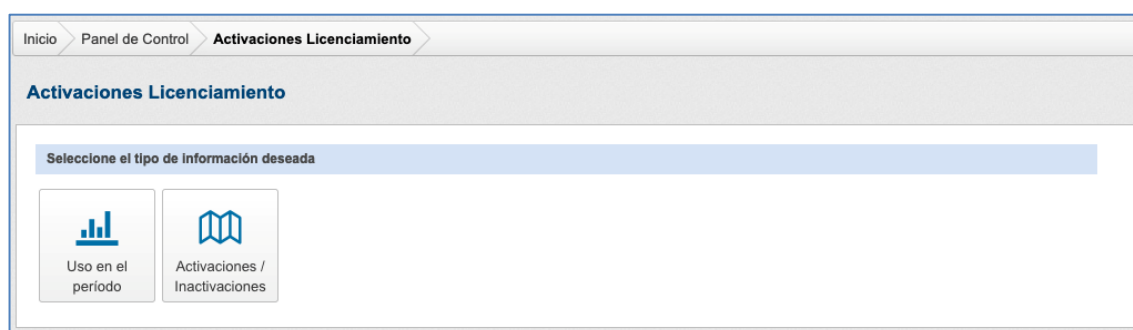 Inicio Panel de Control Activaciones Licenciamiento
Activaciones Licenciamiento
Seleccione el tipo de información deseada
Uso en el
período
Activaciones /
Inactivaciones